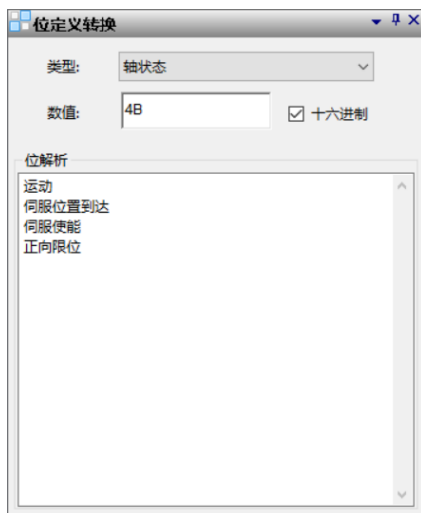 位定义转换
类型: 轴状态
数值: 4B 十六进制
位解析
运动
伺服位置到达
伺服使能
正向限位